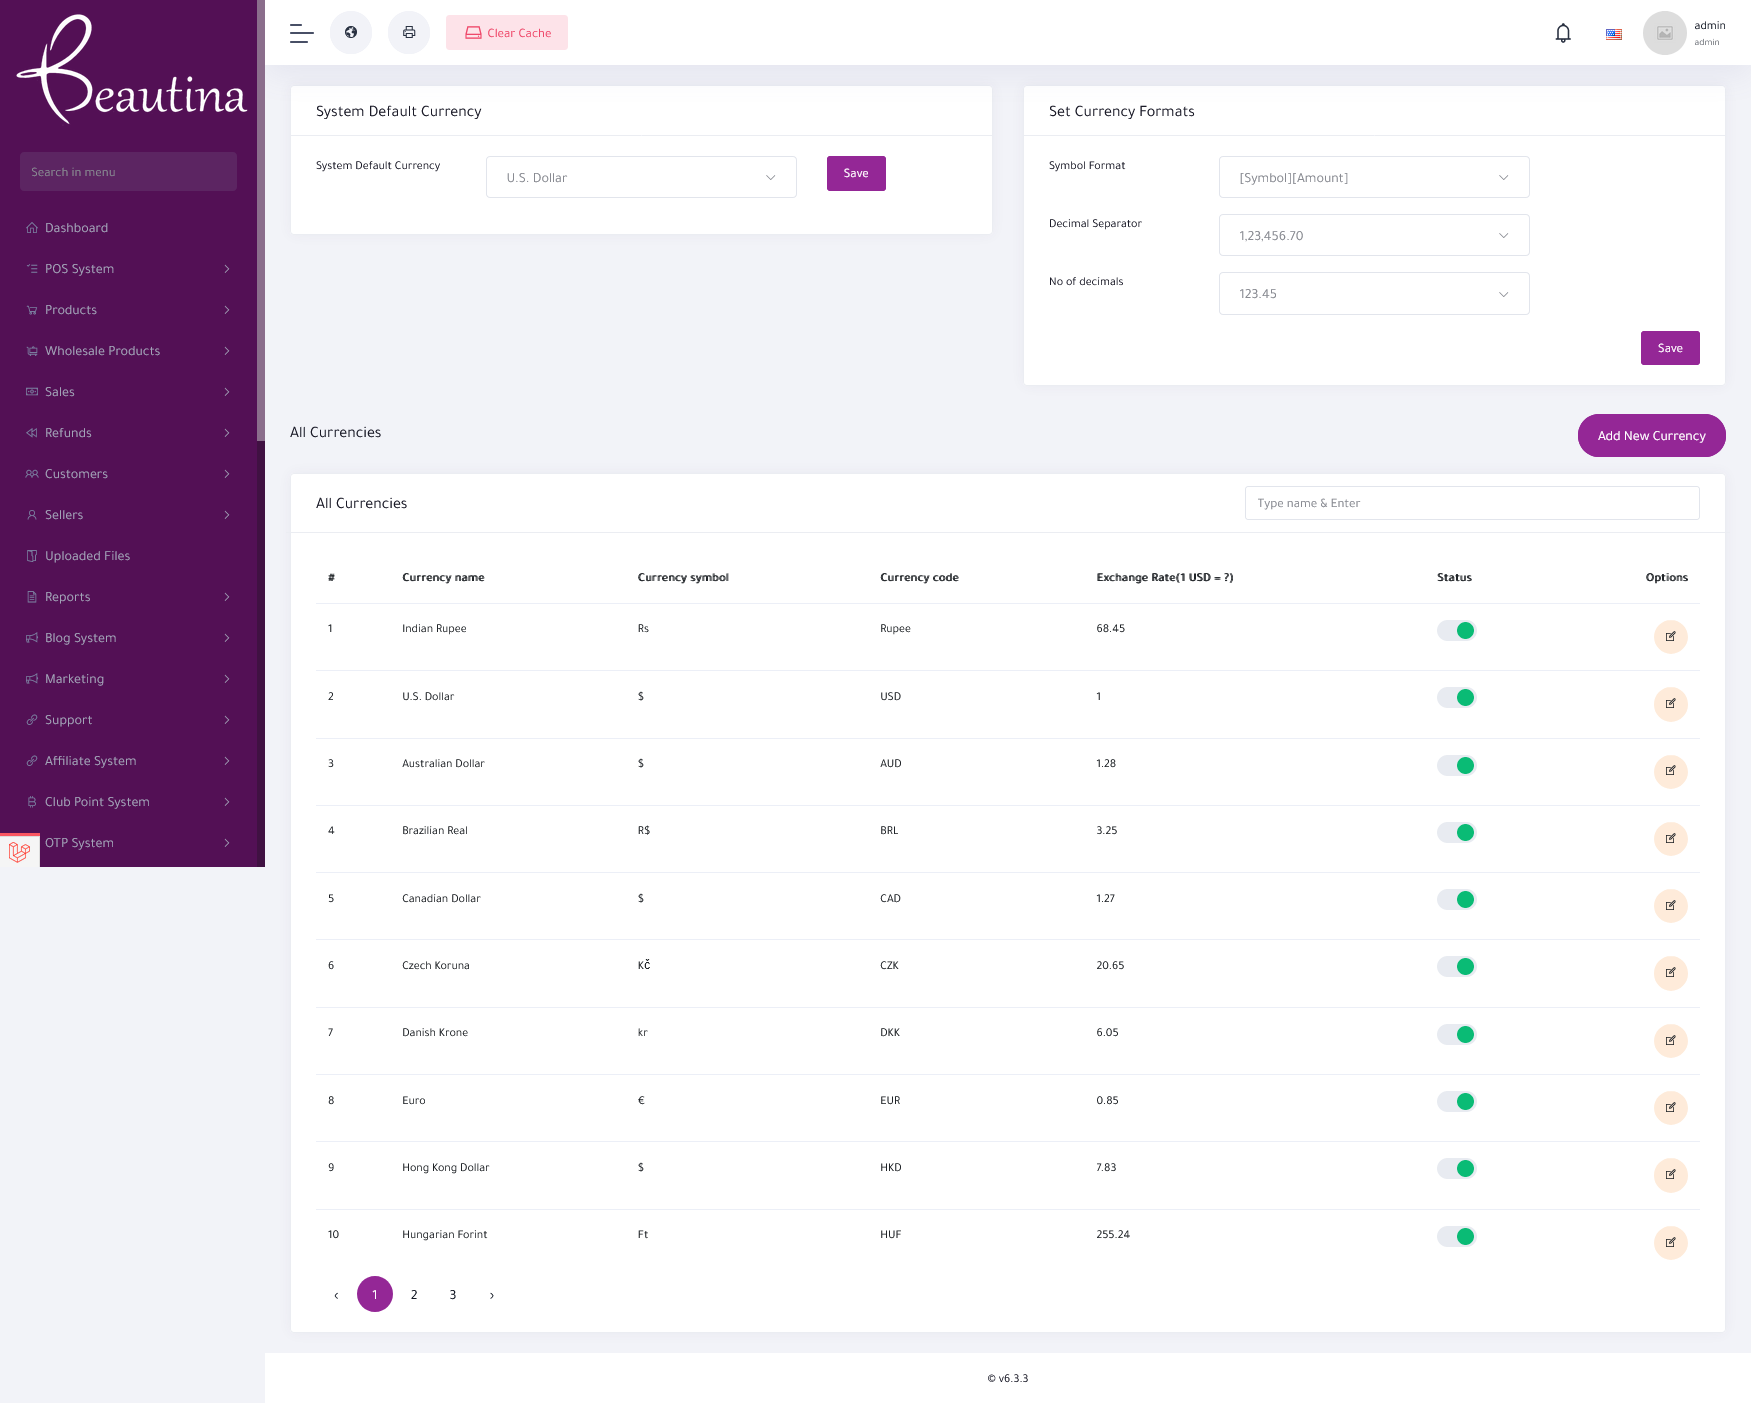 Beautina
Search in menu
Dashboard
POS System
Products
Wholesale Products
Sales
Refunds
Customers
Sellers
Uploaded Files
Reports
Blog System
Marketing
Support
Affiliate System
Club Point System
OTP System
Clear Cache
admin
admin
System Default Currency
System Default Currency
U.S. Dollar
Save
Set Currency Formats
Symbol Format
[Symbol][Amount]
Decimal Separator
1,23,456.70
No of decimals
123.45
Save
All Currencies
Add New Currency
All Currencies
Type name & Enter
# Currency name Currency symbol Currency code Exchange Rate(1 USD = ?) Status Options
1 Indian Rupee Rs Rupee 68.45
2 U.S. Dollar $ USD 1
3 Australian Dollar $ AUD 1.28
4 Brazilian Real R$ BRL 3.25
5 Canadian Dollar $ CAD 1.27
6 Czech Koruna Kč CZK 20.65
7 Danish Krone kr DKK 6.05
8 Euro € EUR 0.85
9 Hong Kong Dollar $ HKD 7.83
10 Hungarian Forint Ft HUF 255.24
‹ 1 2 3 ›
© v6.3.3